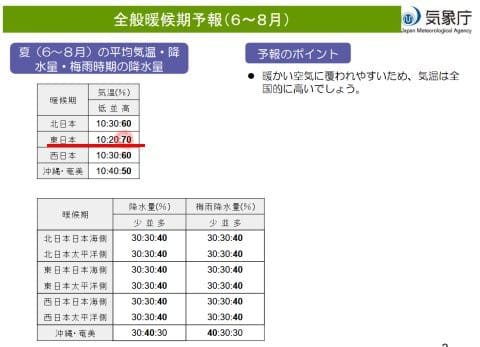 全般暖候期予報(6～8月)
気象庁
Japan Meteorological Agency
夏(6～8月)の平均気温・降
水量・梅雨時期の降水量
予報のポイント
● 暖かい空気に覆われやすいため、気温は全
国的に高いでしょう。
暖候期 気温(%)
低 並 高
北日本 10:30:60
東日本 10:20:70
西日本 10:30:60
沖縄・奄美 10:40:50
暖候期 降水量(%) 梅雨降水量(%)
少 並 多 少 並 多
北日本日本海側 30:30:40 30:30:40
北日本太平洋側 30:30:40 30:30:40
東日本日本海側 30:30:40 30:30:40
東日本太平洋側 30:30:40 30:30:40
西日本日本海側 30:30:40 30:30:40
西日本太平洋側 30:30:40 30:30:40
沖縄・奄美 30:40:30 40:30:30